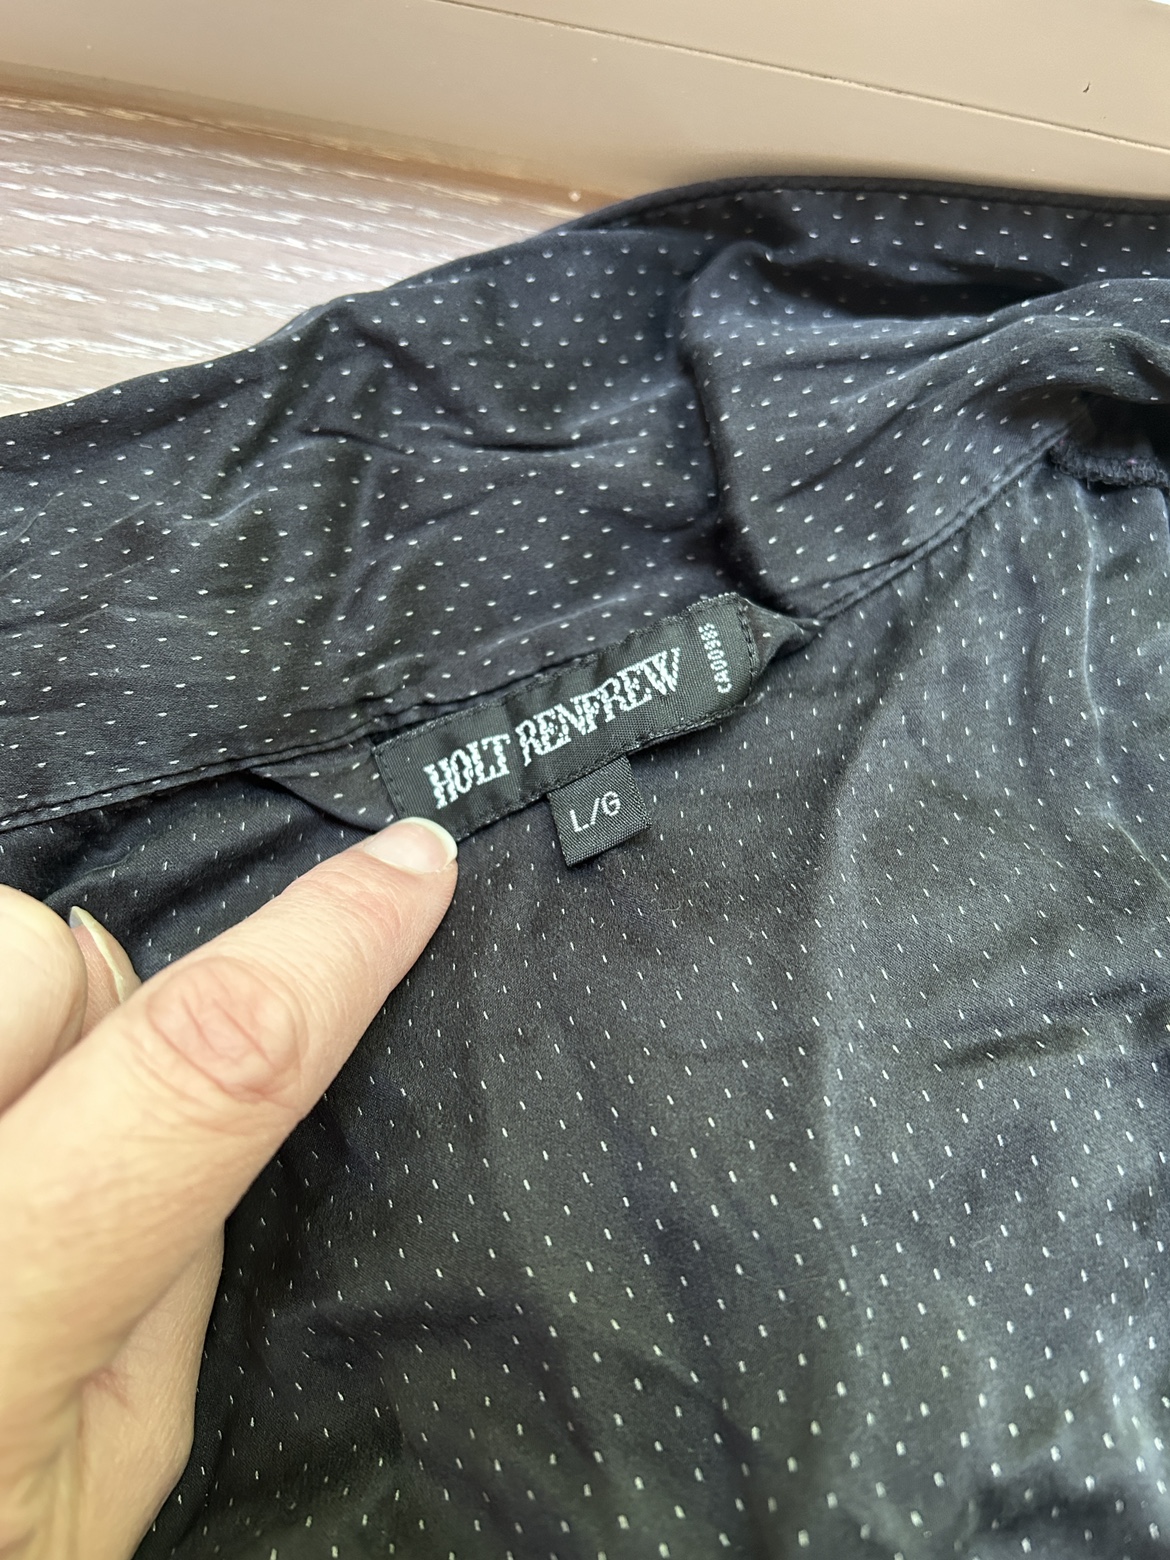 HOLT RENFREW
CA00885
L/G